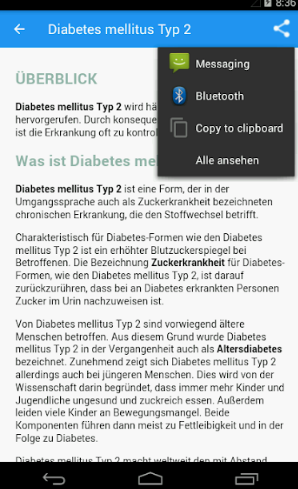 8:36
Diabetes mellitus Typ 2
Messaging
Bluetooth
Copy to clipboard
Alle ansehen
ÜBERBLICK
Diabetes mellitus Typ 2 wird hä
hervorgerufen. Durch konseque
ist die Erkrankung oft zu kontrol
Was ist Diabetes me
Diabetes mellitus Typ 2 ist eine Form, der in der
Umgangssprache auch als Zuckerkrankheit bezeichneten
chronischen Erkrankung, die den Stoffwechsel betrifft.
Charakteristisch für Diabetes-Formen wie den Diabetes
mellitus Typ 2 ist ein erhöhter Blutzuckerspiegel bei
Betroffenen. Die Bezeichnung Zuckerkrankheit für Diabetes-
Formen, wie den Diabetes mellitus Typ 2, ist darauf
zurückzurühren, dass bei an Diabetes erkrankten Personen
Zucker im Urin nachzuweisen ist.
Von Diabetes mellitus Typ 2 sind vorwiegend ältere
Menschen betroffen. Aus diesem Grund wurde Diabetes
mellitus Typ 2 in der Vergangenheit auch als Altersdiabetes
bezeichnet. Zunehmend zeigt sich Diabetes mellitus Typ 2
allerdings auch bei jüngeren Menschen. Dies wird von der
Wissenschaft darin begründet, dass immer mehr Kinder und
Jugendliche ungesund und zuckreich essen. Außerdem
leiden viele Kinder an Bewegungsmangel. Beide
Komponenten führen dann meist zu Fettleibigkeit und in der
Folge zu Diabetes.
Diabetes mellitus Typ 2 macht weltweit den mit Abstand